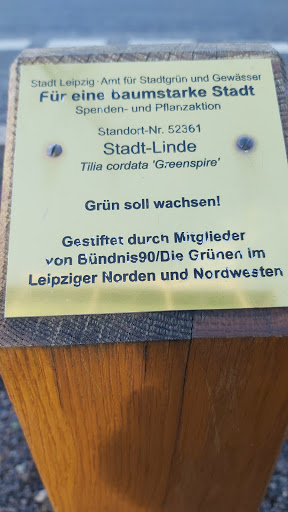 Stadt Leipzig · Amt für Stadtgrün und Gewässer
Für eine baumstarke Stadt
Spenden- und Pflanzaktion
Standort-Nr. 52361
Stadt-Linde
Tilia cordata 'Greenspire'
Grün soll wachsen!
Gestiftet durch Mitglieder
von Bündnis90/Die Grünen im
Leipziger Norden und Nordwesten